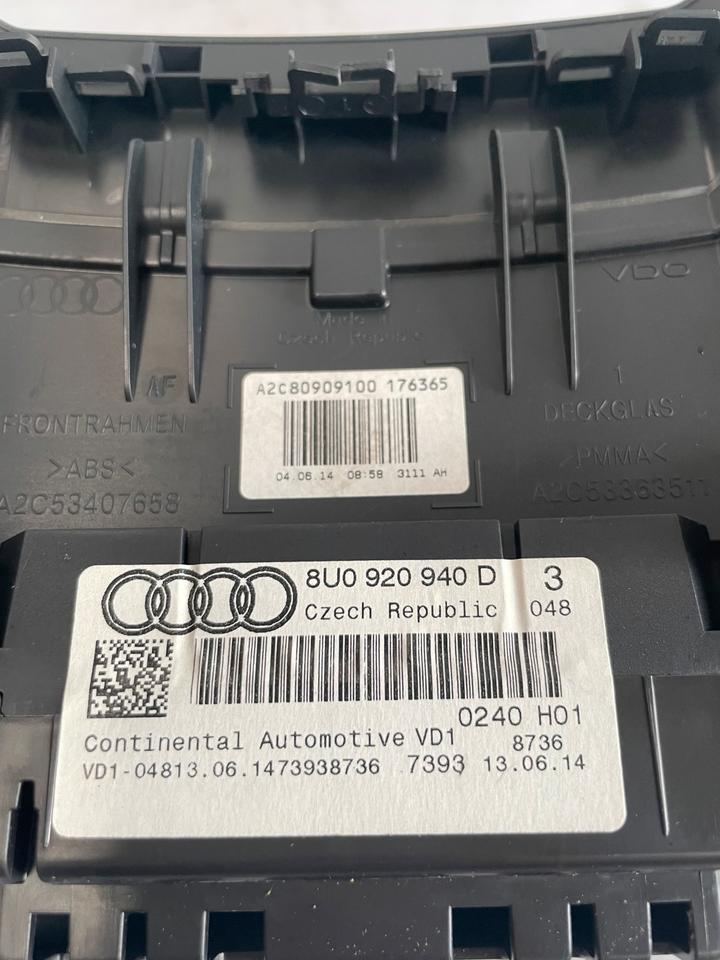 VDO
Made in
Czech Republic
AF
FRONTRAHMEN
>ABS<
A2C53407658
A2C80909100 176365
04.06.14 08:58 3111 AH
1
DECKGLAS
>PMMA<
A2C53363511
8U0 920 940 D 3
Czech Republic 048
0240 H01
Continental Automotive VD1 8736
VD1-04813.06.1473938736 7393 13.06.14